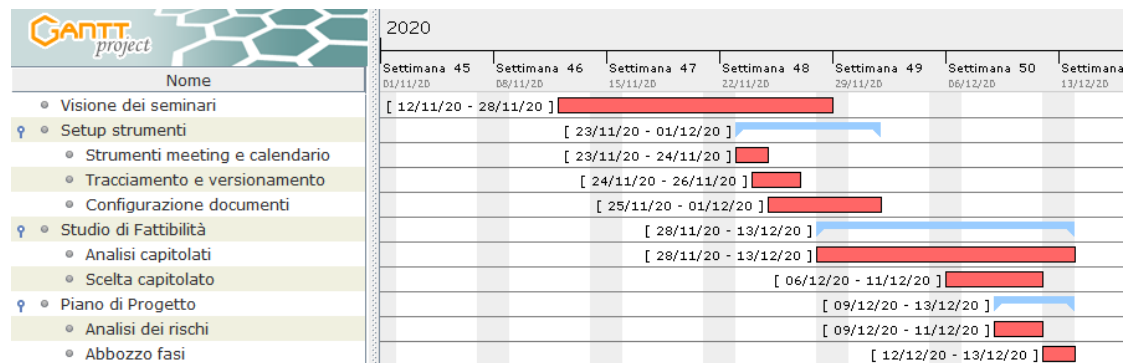 GANTT
project
2020
Settimana 45 Settimana 46 Settimana 47 Settimana 48 Settimana 49 Settimana 50 Settimana
01/11/20 08/11/20 15/11/20 22/11/20 29/11/20 06/12/20 13/12/20
Nome
Visione dei seminari [ 12/11/20 - 28/11/20 ]
Setup strumenti [ 23/11/20 - 01/12/20 ]
Strumenti meeting e calendario [ 23/11/20 - 24/11/20 ]
Tracciamento e versionamento [ 24/11/20 - 26/11/20 ]
Configurazione documenti [ 25/11/20 - 01/12/20 ]
Studio di Fattibilità [ 28/11/20 - 13/12/20 ]
Analisi capitolati [ 28/11/20 - 13/12/20 ]
Scelta capitolato [ 06/12/20 - 11/12/20 ]
Piano di Progetto [ 09/12/20 - 13/12/20 ]
Analisi dei rischi [ 09/12/20 - 11/12/20 ]
Abbozzo fasi [ 12/12/20 - 13/12/20 ]